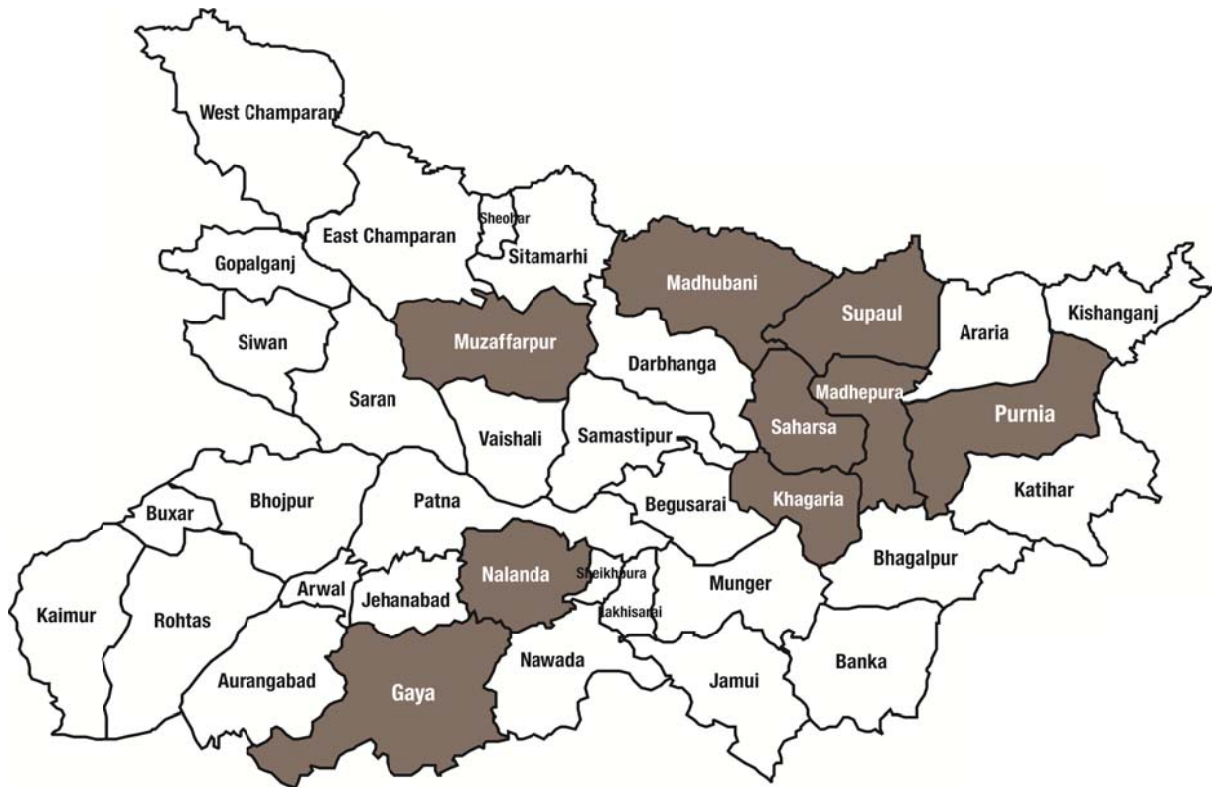 West Champaran
Sheohar
East Champaran
Sitamarhi
Gopalganj
Madhubani
Supaul
Kishanganj
Araria
Siwan
Muzaffarpur
Darbhanga
Madhepura
Saran
Purnia
Saharsa
Vaishali
Samastipur
Katihar
Bhojpur
Patna
Begusarai
Khagaria
Buxar
Bhagalpur
Nalanda
Sheikhpura
Munger
Arwal
Jehanabad
Lakhisarai
Kaimur
Rohtas
Nawada
Banka
Aurangabad
Jamui
Gaya